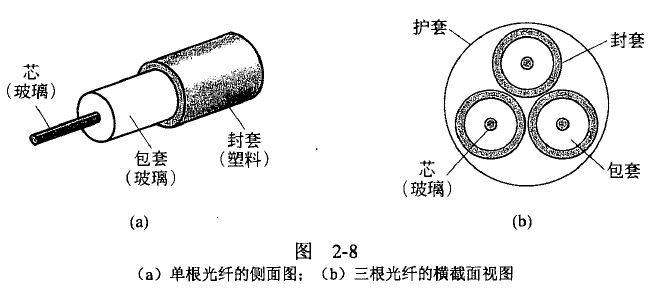 芯
(玻璃)
包套
(玻璃)
封套
(塑料)
(a)
护套
封套
芯
(玻璃)
包套
(b)
图 2-8
(a) 单根光纤的侧面图; (b) 三根光纤的横截面视图